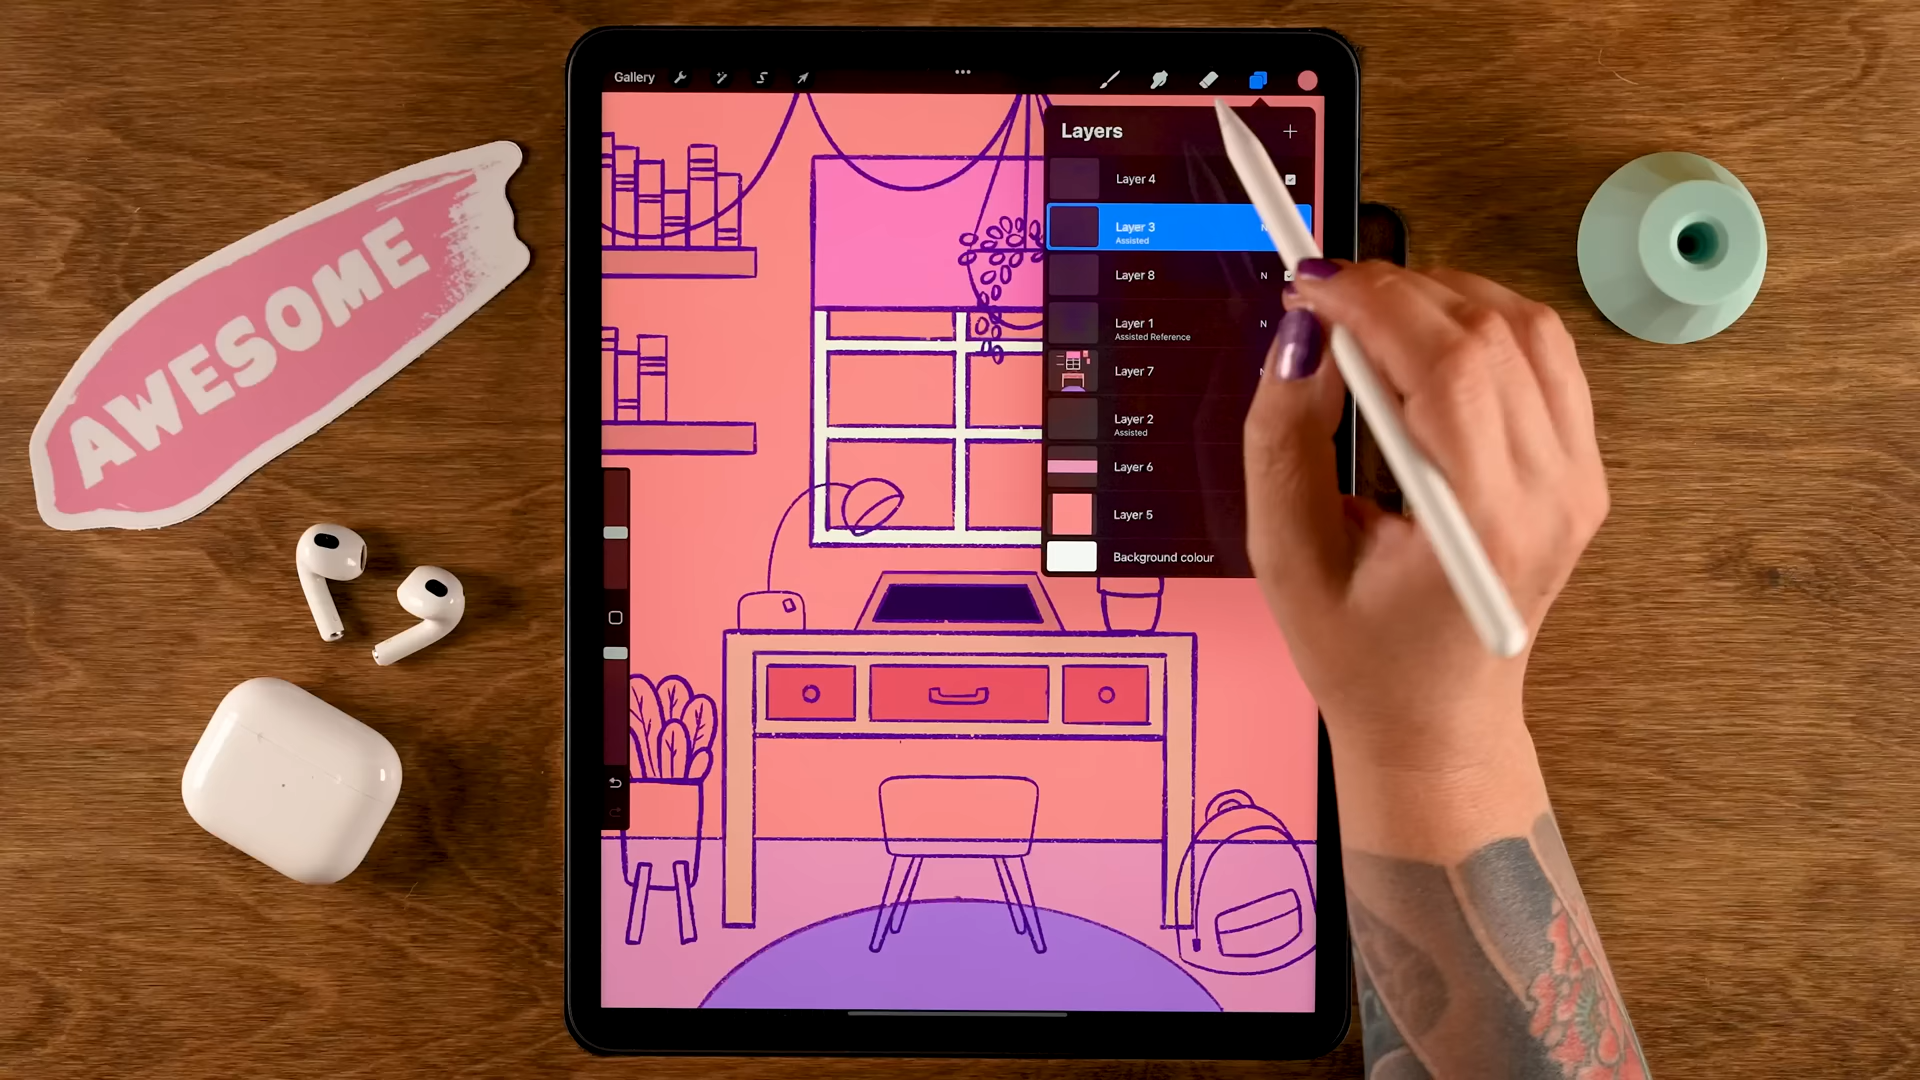 AWESOME
Gallery
Layers
Layer 4
Layer 3
N
Assisted
Layer 8
N
Layer 1
N
Assisted Reference
Layer 7
Layer 2
Assisted
Layer 6
Layer 5
Background colour